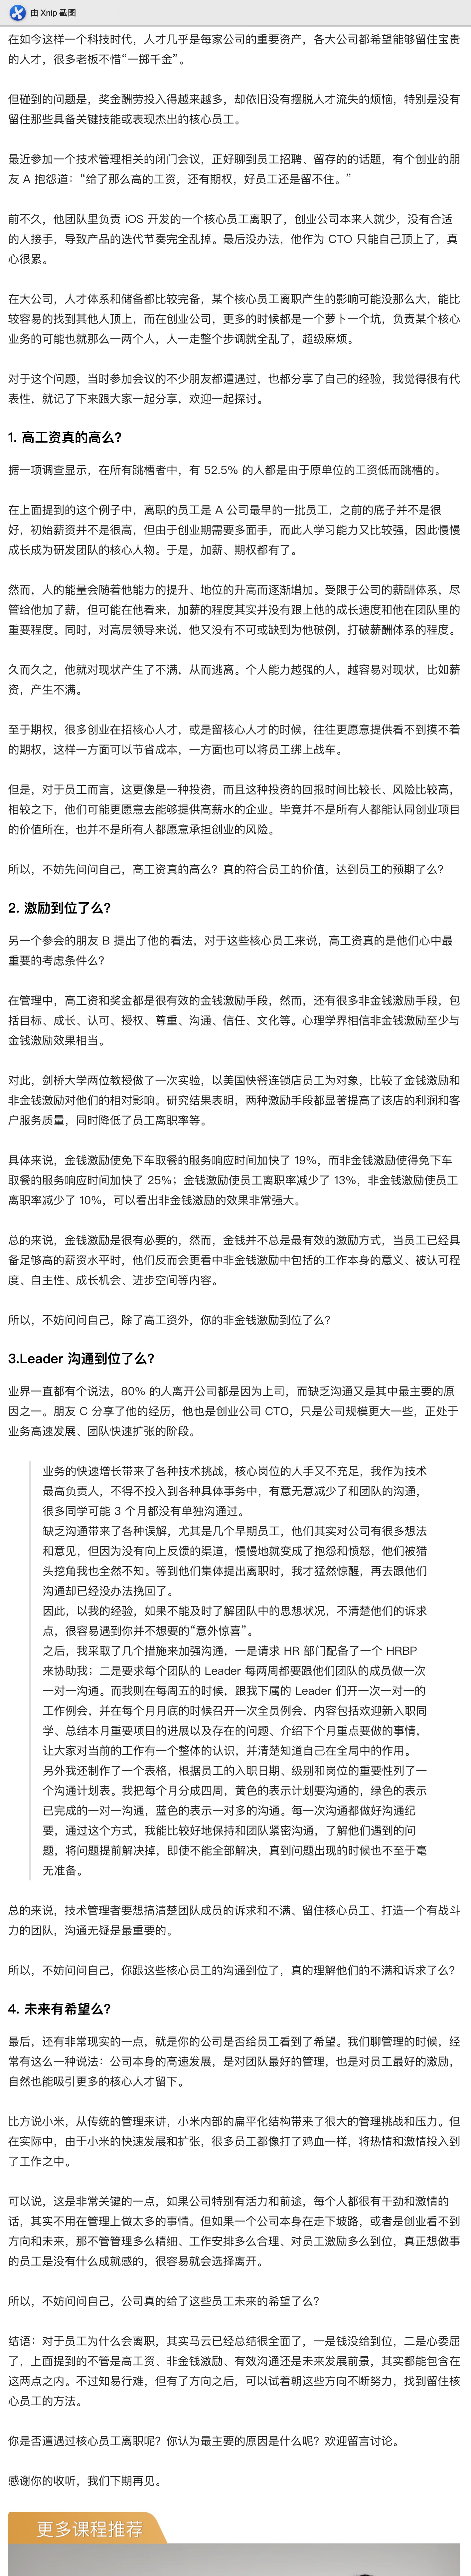 由 Xnip 截图
在如今这样一个科技时代，人才几乎是每家公司的重要资产，各大公司都希望能够留住宝贵
的人才，很多老板不惜“一掷千金”。
但碰到的问题是，奖金酬劳投入得越来越多，却依旧没有摆脱人才流失的烦恼，特别是没有
留住那些具备关键技能或表现杰出的核心员工。
最近参加一个技术管理相关的闭门会议，正好聊到员工招聘、留存的的话题，有个创业的朋
友 A 抱怨道：“给了那么高的工资，还有期权，好员工还是留不住。”
前不久，他团队里负责 iOS 开发的一个核心员工离职了，创业公司本来人就少，没有合适
的人接手，导致产品的迭代节奏完全乱掉。最后没办法，他作为 CTO 只能自己顶上了，真
心很累。
在大公司，人才体系和储备都比较完备，某个核心员工离职产生的影响可能没那么大，能比
较容易的找到其他人顶上，而在创业公司，更多的时候都是一个萝卜一个坑，负责某个核心
业务的可能也就那么一两个人，人一走整个步调就全乱了，超级麻烦。
对于这个问题，当时参加会议的不少朋友都遭遇过，也都分享了自己的经验，我觉得很有代
表性，就记了下来跟大家一起分享，欢迎一起探讨。
1. 高工资真的高么？
据一项调查显示，在所有跳槽者中，有 52.5% 的人都是由于原单位的工资低而跳槽的。
在上面提到的这个例子中，离职的员工是 A 公司最早的一批员工，之前的底子并不是很
好，初始薪资并不是很高，但由于创业期需要多面手，而此人学习能力又比较强，因此慢慢
成长成为研发团队的核心人物。于是，加薪、期权都有了。
然而，人的能量会随着他能力的提升、地位的升高而逐渐增加。受限于公司的薪酬体系，尽
管给他加了薪，但可能在他看来，加薪的程度其实并没有跟上他的成长速度和他在团队里的
重要程度。同时，对高层领导来说，他又没有不可或缺到为他破例，打破薪酬体系的程度。
久而久之，他就对现状产生了不满，从而逃离。个人能力越强的人，越容易对现状，比如薪
资，产生不满。
至于期权，很多创业在招核心人才，或是留核心人才的时候，往往更愿意提供看不到摸不着
的期权，这样一方面可以节省成本，一方面也可以将员工绑上战车。
但是，对于员工而言，这更像是一种投资，而且这种投资的回报时间比较长、风险比较高，
相较之下，他们可能更愿意去能够提供高薪水的企业。毕竟并不是所有人都能认同创业项目
的价值所在，也并不是所有人都愿意承担创业的风险。
所以，不妨先问问自己，高工资真的高么？真的符合员工的价值，达到员工的预期了么？
2. 激励到位了么？
另一个参会的朋友 B 提出了他的看法，对于这些核心员工来说，高工资真的是他们心中最
重要的考虑条件么？
在管理中，高工资和奖金都是很有效的金钱激励手段，然而，还有很多非金钱激励手段，包
括目标、成长、认可、授权、尊重、沟通、信任、文化等。心理学界相信非金钱激励至少与
金钱激励效果相当。
对此，剑桥大学两位教授做了一次实验，以美国快餐连锁店员工为对象，比较了金钱激励和
非金钱激励对他们的相对影响。研究结果表明，两种激励手段都显著提高了该店的利润和客
户服务质量，同时降低了员工离职率等。
具体来说，金钱激励使免下车取餐的服务响应时间加快了 19%，而非金钱激励使得免下车
取餐的服务响应时间加快了 25%；金钱激励使员工离职率减少了 13%，非金钱激励使员工
离职率减少了 10%，可以看出非金钱激励的效果非常强大。
总的来说，金钱激励是很有必要的，然而，金钱并不总是最有效的激励方式，当员工已经具
备足够高的薪资水平时，他们反而会更看中非金钱激励中包括的工作本身的意义、被认可程
度、自主性、成长机会、进步空间等内容。
所以，不妨问问自己，除了高工资外，你的非金钱激励到位了么？
3.Leader 沟通到位了么？
业界一直都有个说法，80% 的人离开公司都是因为上司，而缺乏沟通又是其中最主要的原
因之一。朋友 C 分享了他的经历，他也是创业公司 CTO，只是公司规模更大一些，正处于
业务高速发展、团队快速扩张的阶段。
业务的快速增长带来了各种技术挑战，核心岗位的人手又不充足，我作为技术
最高负责人，不得不投入到各种具体事务中，有意无意减少了和团队的沟通，
很多同学可能 3 个月都没有单独沟通过。
缺乏沟通带来了各种误解，尤其是几个早期员工，他们其实对公司有很多想法
和意见，但因为没有向上反馈的渠道，慢慢地就变成了抱怨和愤怒，他们被猎
头挖角我也全然不知。等到他们集体提出离职时，我才猛然惊醒，再去跟他们
沟通却已经没办法挽回了。
因此，以我的经验，如果不能及时了解团队中的思想状况，不清楚他们的诉求
点，很容易遇到你并不想要的“意外惊喜”。
之后，我采取了几个措施来加强沟通，一是请求 HR 部门配备了一个 HRBP
来协助我；二是要求每个团队的 Leader 每两周都要跟他们团队的成员做一次
一对一沟通。而我则在每周五的时候，跟我下属的 Leader 们开一次一对一的
工作例会，并在每个月月底的时候召开一次全员例会，内容包括欢迎新入职同
学、总结本月重要项目的进展以及存在的问题、介绍下个月重点要做的事情，
让大家对当前的工作有一个整体的认识，并清楚知道自己在全局中的作用。
另外我还制作了一个表格，根据员工的入职日期、级别和岗位的重要性列了一
个沟通计划表。我把每个月分成四周，黄色的表示计划要沟通的，绿色的表示
已完成的一对一沟通，蓝色的表示一对多的沟通。每一次沟通都做好沟通纪
要，通过这个方式，我能比较好地保持和团队紧密沟通，了解他们遇到的问
题，将问题提前解决掉，即使不能全部解决，真到问题出现的时候也不至于毫
无准备。
总的来说，技术管理者要想搞清楚团队成员的诉求和不满、留住核心员工、打造一个有战斗
力的团队，沟通无疑是最重要的。
所以，不妨问问自己，你跟这些核心员工的沟通到位了，真的理解他们的不满和诉求了么？
4. 未来有希望么？
最后，还有非常现实的一点，就是你的公司是否给员工看到了希望。我们聊管理的时候，经
常有这么一种说法：公司本身的高速发展，是对团队最好的管理，也是对员工最好的激励，
自然也能吸引更多的核心人才留下。
比方说小米，从传统的管理来讲，小米内部的扁平化结构带来了很大的管理挑战和压力。但
在实际中，由于小米的快速发展和扩张，很多员工都像打了鸡血一样，将热情和激情投入到
了工作之中。
可以说，这是非常关键的一点，如果公司特别有活力和前途，每个人都很有干劲和激情的
话，其实不用在管理上做太多的事情。但如果一个公司本身在走下坡路，或者是创业看不到
方向和未来，那不管管理多么精细、工作安排多么合理、对员工激励多么到位，真正想做事
的员工是没有什么成就感的，很容易就会选择离开。
所以，不妨问问自己，公司真的给了这些员工未来的希望了么？
结语：对于员工为什么会离职，其实马云已经总结很全面了，一是钱没给到位，二是心委屈
了，上面提到的不管是高工资、非金钱激励、有效沟通还是未来发展前景，其实都能包含在
这两点之内。不过知易行难，但有了方向之后，可以试着朝这些方向不断努力，找到留住核
心员工的方法。
你是否遭遇过核心员工离职呢？你认为最主要的原因是什么呢？欢迎留言讨论。
感谢你的收听，我们下期再见。
更多课程推荐